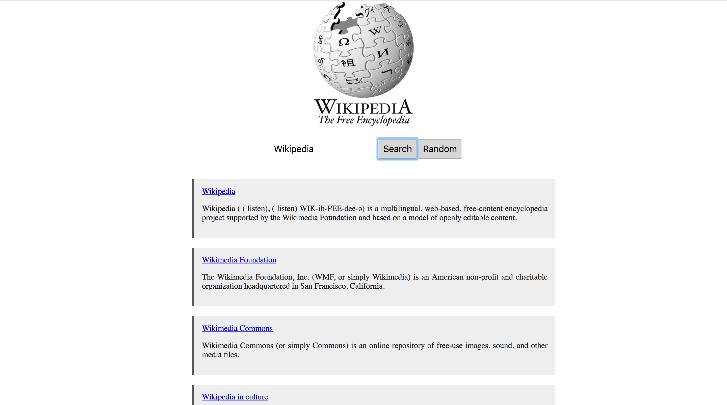 Ω
W
И
祖
WIKIPEDIA
The Free Encyclopedia
Wikipedia
Search
Random
Wikipedia
Wikipedia ( ( listen), ( listen) WIK-ih-PEE-dee-ə) is a multilingual, web-based, free-content encyclopedia
project supported by the Wikimedia Foundation and based on a model of openly editable content.
Wikimedia Foundation
The Wikimedia Foundation, Inc. (WMF, or simply Wikimedia) is an American non-profit and charitable
organization headquartered in San Francisco, California.
Wikimedia Commons
Wikimedia Commons (or simply Commons) is an online repository of free-use images, sound, and other
media files.
Wikipedia in culture